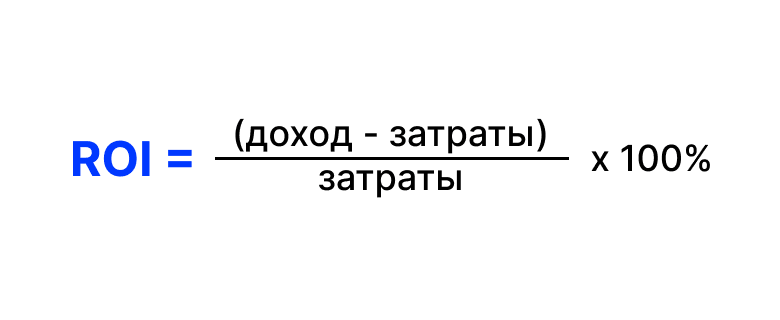 ROI = (доход - затраты) x 100%
затраты